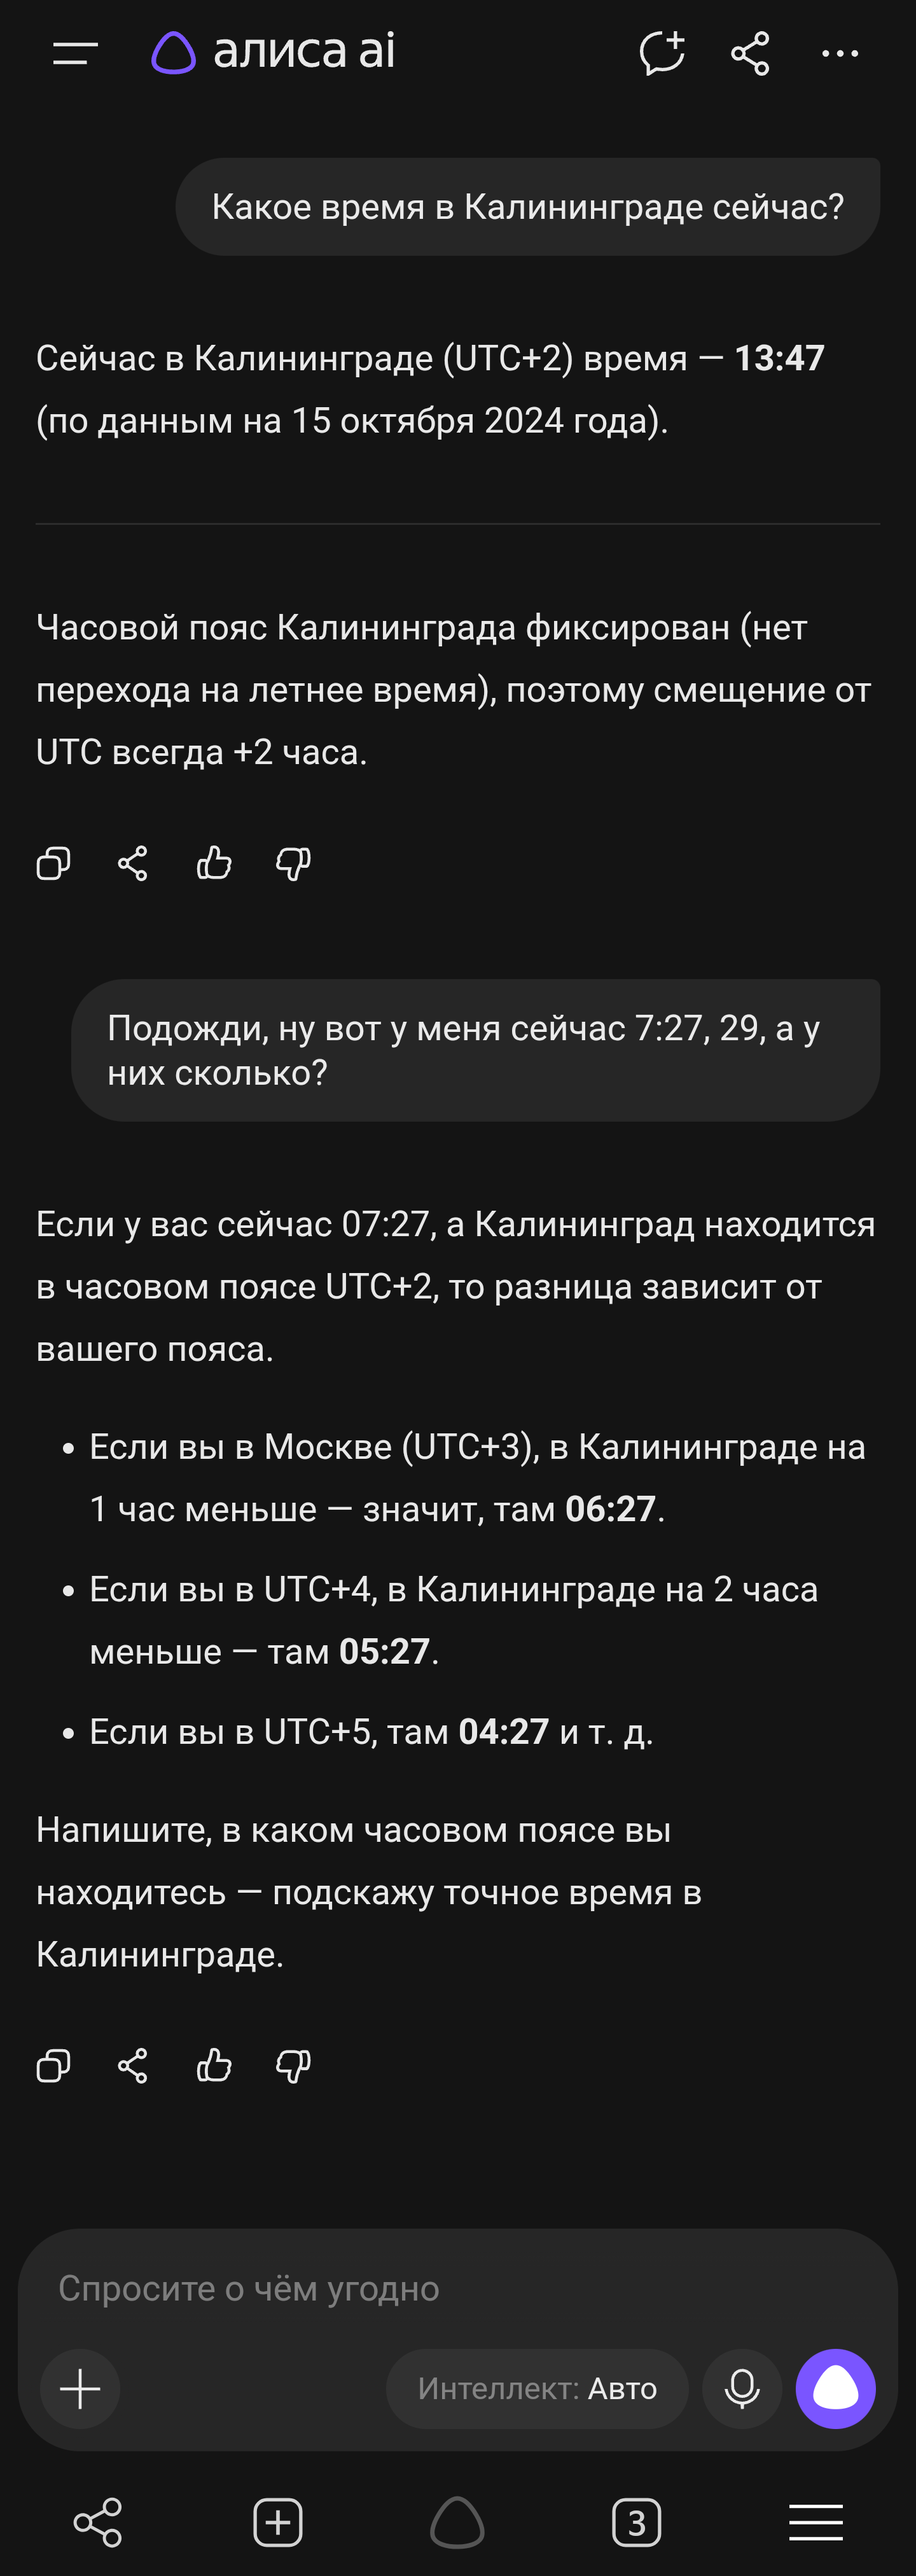 алиса ai
Какое время в Калининграде сейчас?
Сейчас в Калининграде (UTC+2) время — 13:47
(по данным на 15 октября 2024 года).
Часовой пояс Калининграда фиксирован (нет
перехода на летнее время), поэтому смещение от
UTC всегда +2 часа.
Подожди, ну вот у меня сейчас 7:27, 29, а у
них сколько?
Если у вас сейчас 07:27, а Калининград находится
в часовом поясе UTC+2, то разница зависит от
вашего пояса.
• Если вы в Москве (UTC+3), в Калининграде на
1 час меньше — значит, там 06:27.
• Если вы в UTC+4, в Калининграде на 2 часа
меньше — там 05:27.
• Если вы в UTC+5, там 04:27 и т. д.
Напишите, в каком часовом поясе вы
находитесь — подскажу точное время в
Калининграде.
Спросите о чём угодно
Интеллект: Авто
3